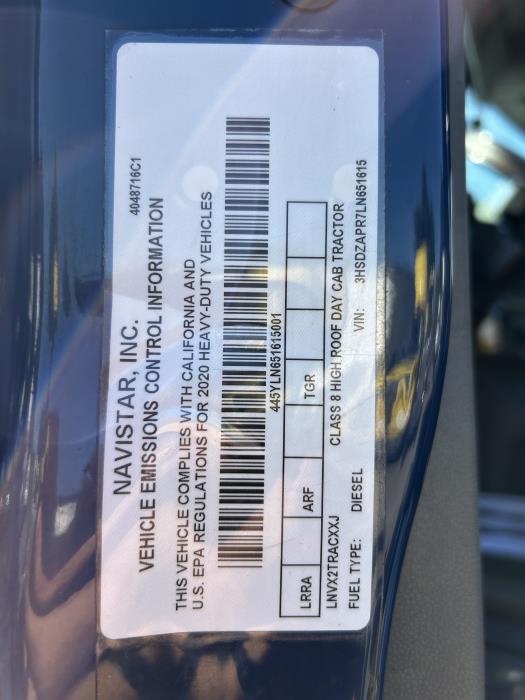 4048716C1
NAVISTAR, INC.
VEHICLE EMISSIONS CONTROL INFORMATION
THIS VEHICLE COMPLIES WITH CALIFORNIA AND
U.S. EPA REGULATIONS FOR 2020 HEAVY-DUTY VEHICLES
445YLN651615001
LRRA ARF TGR
LNVX2TRACXXJ CLASS 8 HIGH ROOF DAY CAB TRACTOR
FUEL TYPE: DIESEL VIN: 3HSDZAPR7LN651615